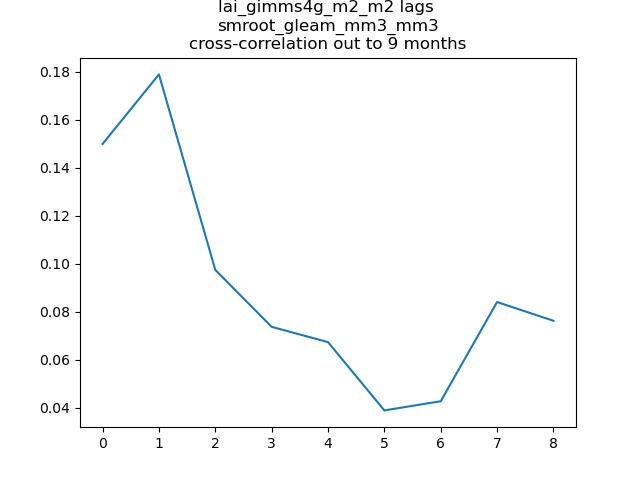 lai_gimms4g_m2_m2 lags
smroot_gleam_mm3_mm3
cross-correlation out to 9 months
0.18
0.16
0.14
0.12
0.10
0.08
0.06
0.04
0 1 2 3 4 5 6 7 8